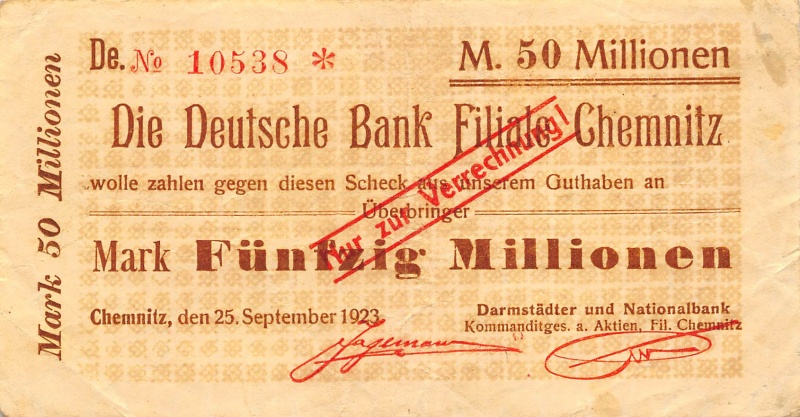 De. No 10538 *
M. 50 Millionen
Mark 50 Millionen
Die Deutsche Bank Filiale Chemnitz
wolle zahlen gegen diesen Scheck aus unserem Guthaben an
Überbringer
Nur zur Verrechnung!
Mark Fünfzig Millionen
Chemnitz, den 25. September 1923.
Darmstädter und Nationalbank
Kommanditges. a. Aktien, Fil. Chemnitz